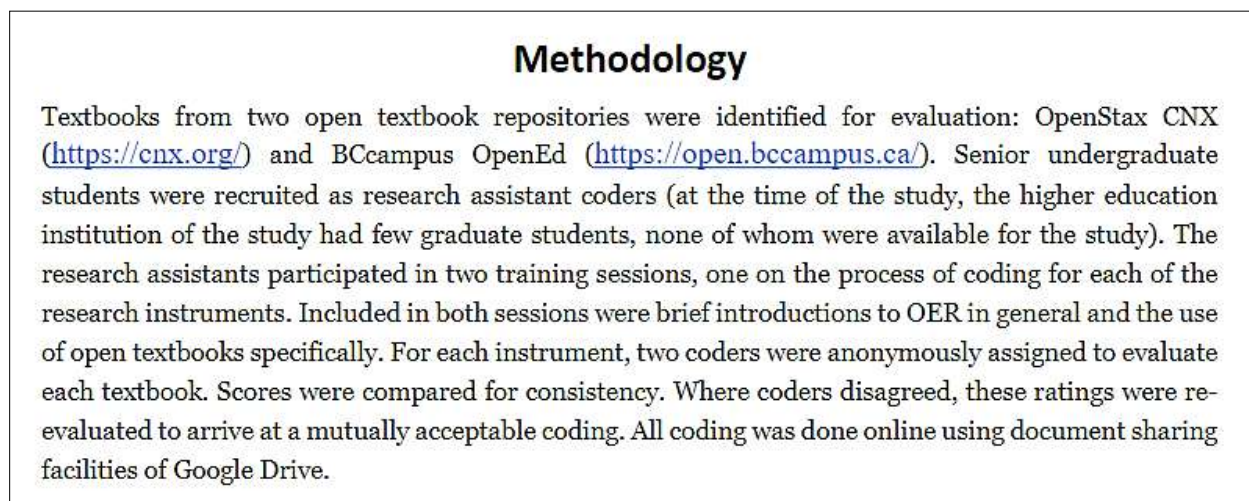 Methodology
Textbooks from two open textbook repositories were identified for evaluation: OpenStax CNX
(https://cnx.org/) and BCcampus OpenEd (https://open.bccampus.ca/). Senior undergraduate
students were recruited as research assistant coders (at the time of the study, the higher education
institution of the study had few graduate students, none of whom were available for the study). The
research assistants participated in two training sessions, one on the process of coding for each of the
research instruments. Included in both sessions were brief introductions to OER in general and the use
of open textbooks specifically. For each instrument, two coders were anonymously assigned to evaluate
each textbook. Scores were compared for consistency. Where coders disagreed, these ratings were re-
evaluated to arrive at a mutually acceptable coding. All coding was done online using document sharing
facilities of Google Drive.